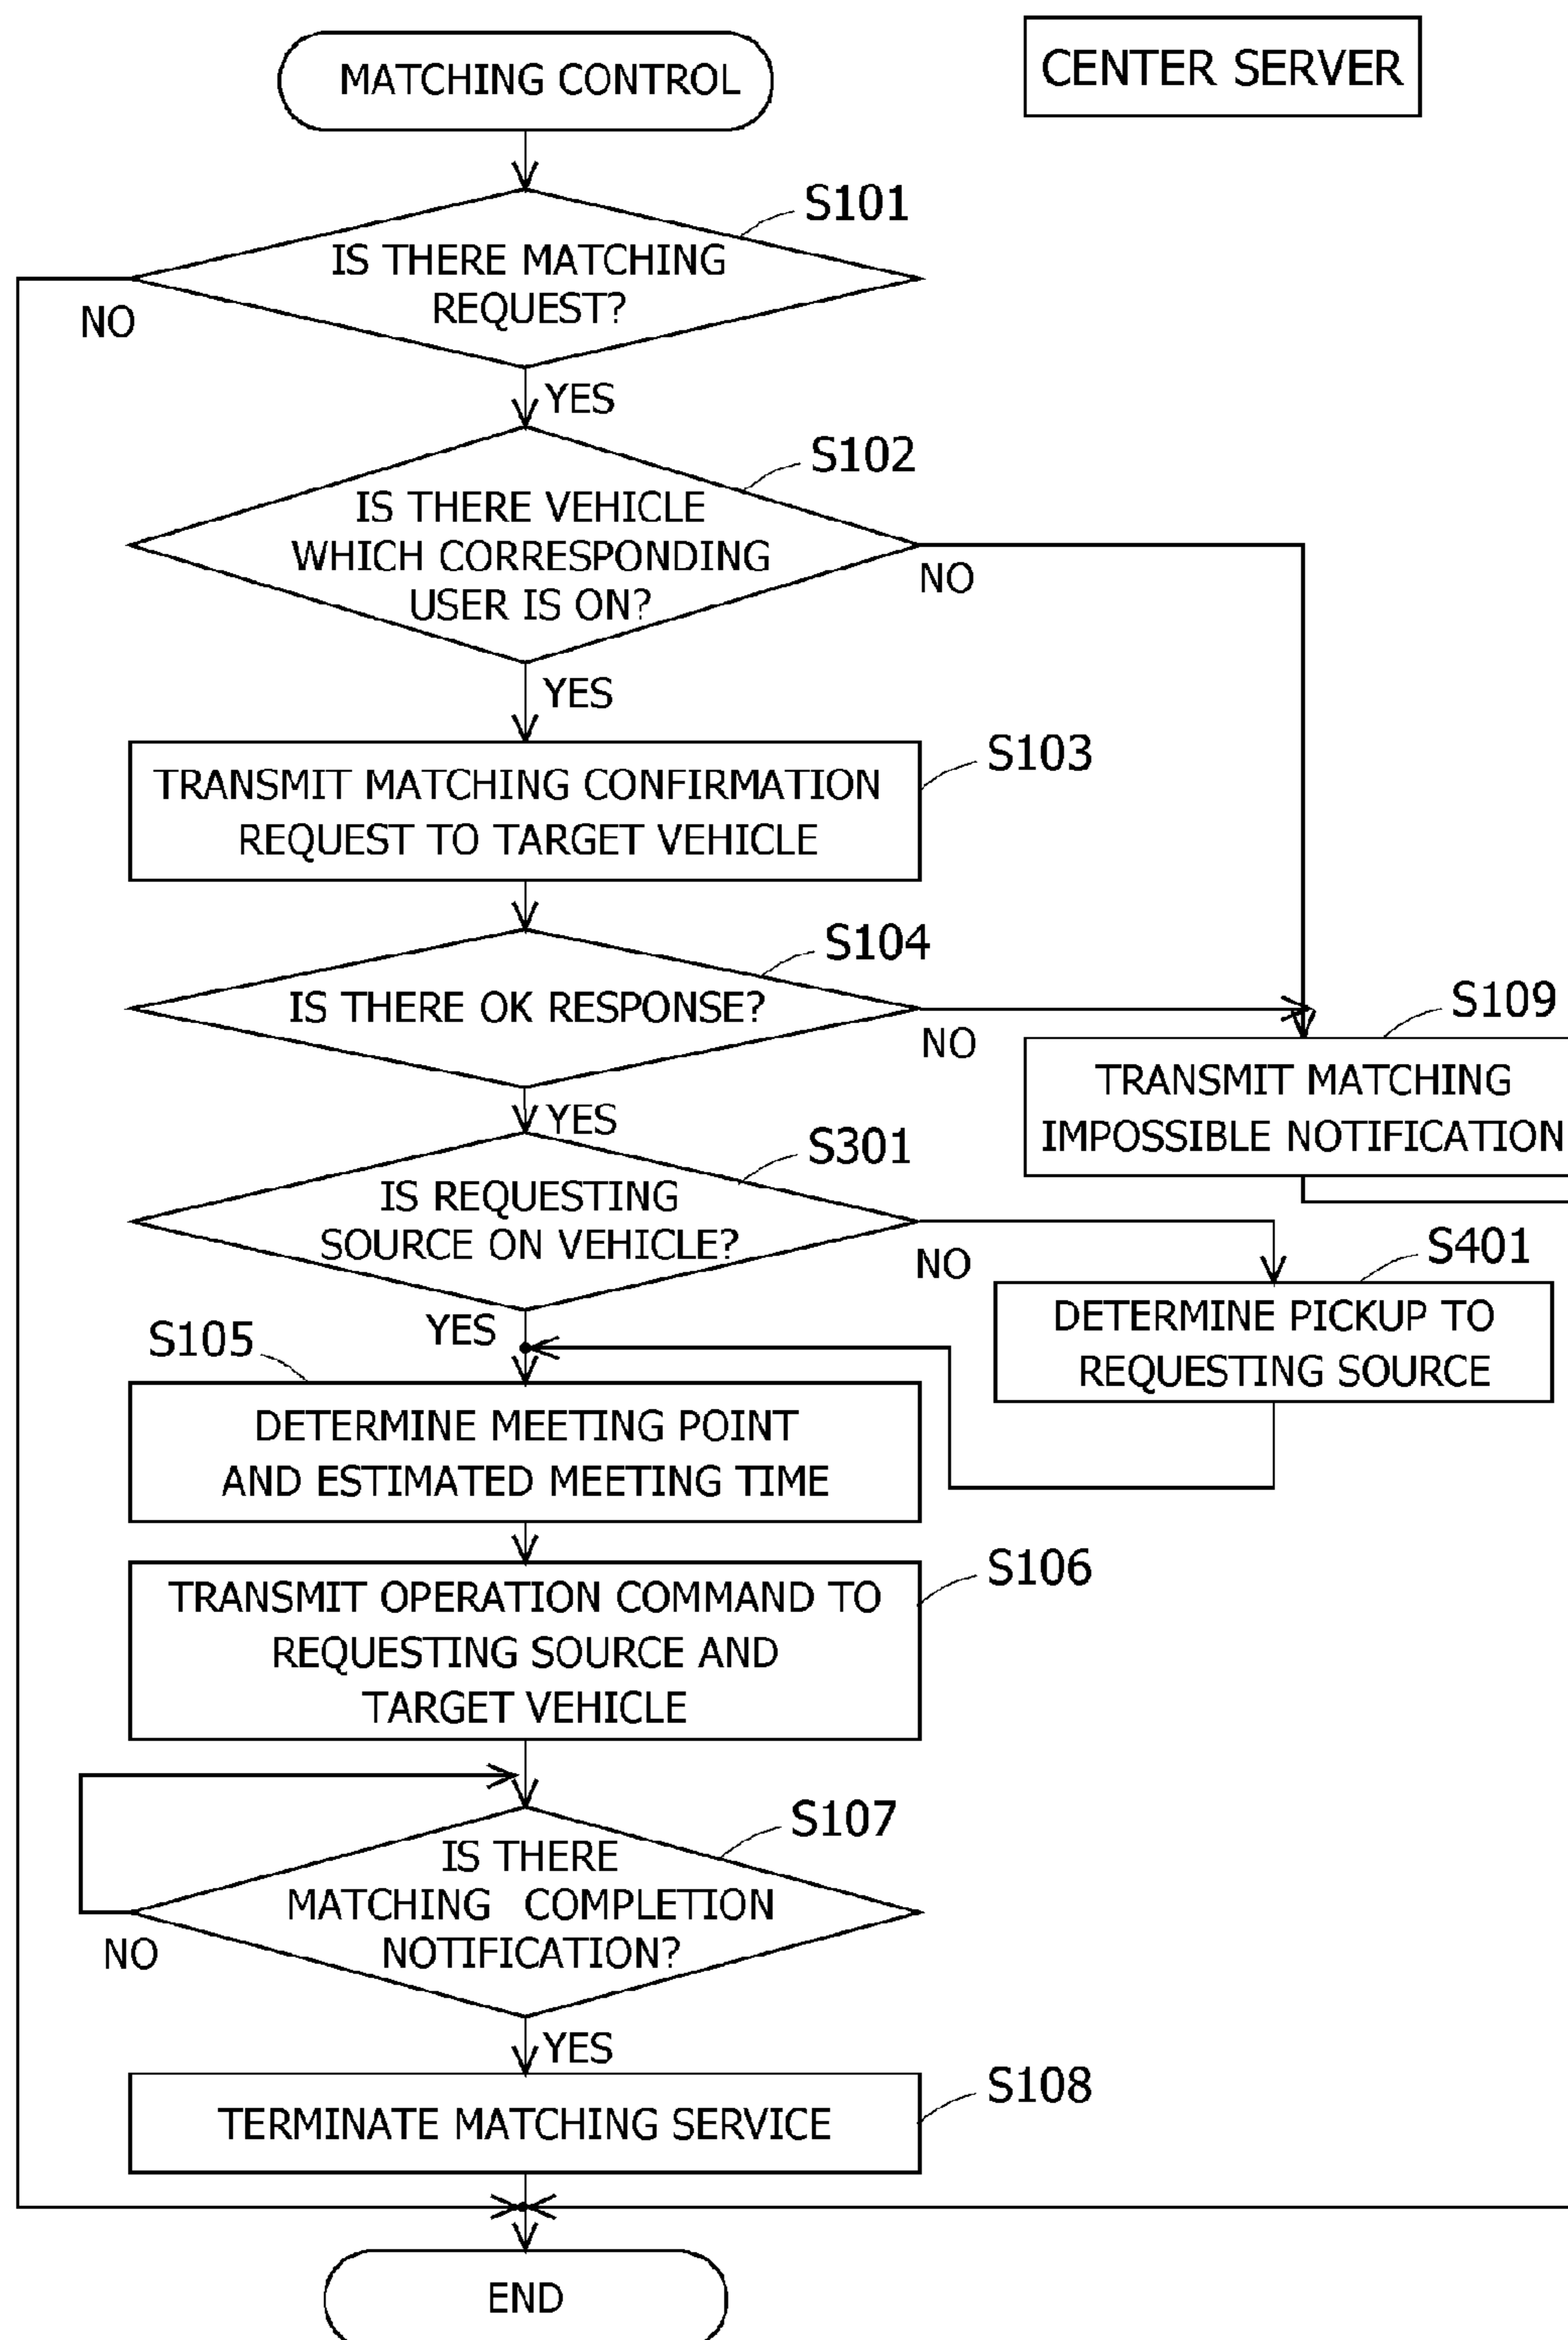 MATCHING CONTROL
CENTER SERVER
S101
IS THERE MATCHING
REQUEST?
NO
YES
S102
IS THERE VEHICLE
WHICH CORRESPONDING
USER IS ON?
NO
YES
S103
TRANSMIT MATCHING CONFIRMATION
REQUEST TO TARGET VEHICLE
S104
IS THERE OK RESPONSE?
NO
YES
S109
TRANSMIT MATCHING
IMPOSSIBLE NOTIFICATION
S301
IS REQUESTING
SOURCE ON VEHICLE?
NO
YES
S401
DETERMINE PICKUP TO
REQUESTING SOURCE
S105
DETERMINE MEETING POINT
AND ESTIMATED MEETING TIME
S106
TRANSMIT OPERATION COMMAND TO
REQUESTING SOURCE AND
TARGET VEHICLE
S107
IS THERE
MATCHING COMPLETION
NOTIFICATION?
NO
YES
S108
TERMINATE MATCHING SERVICE
END